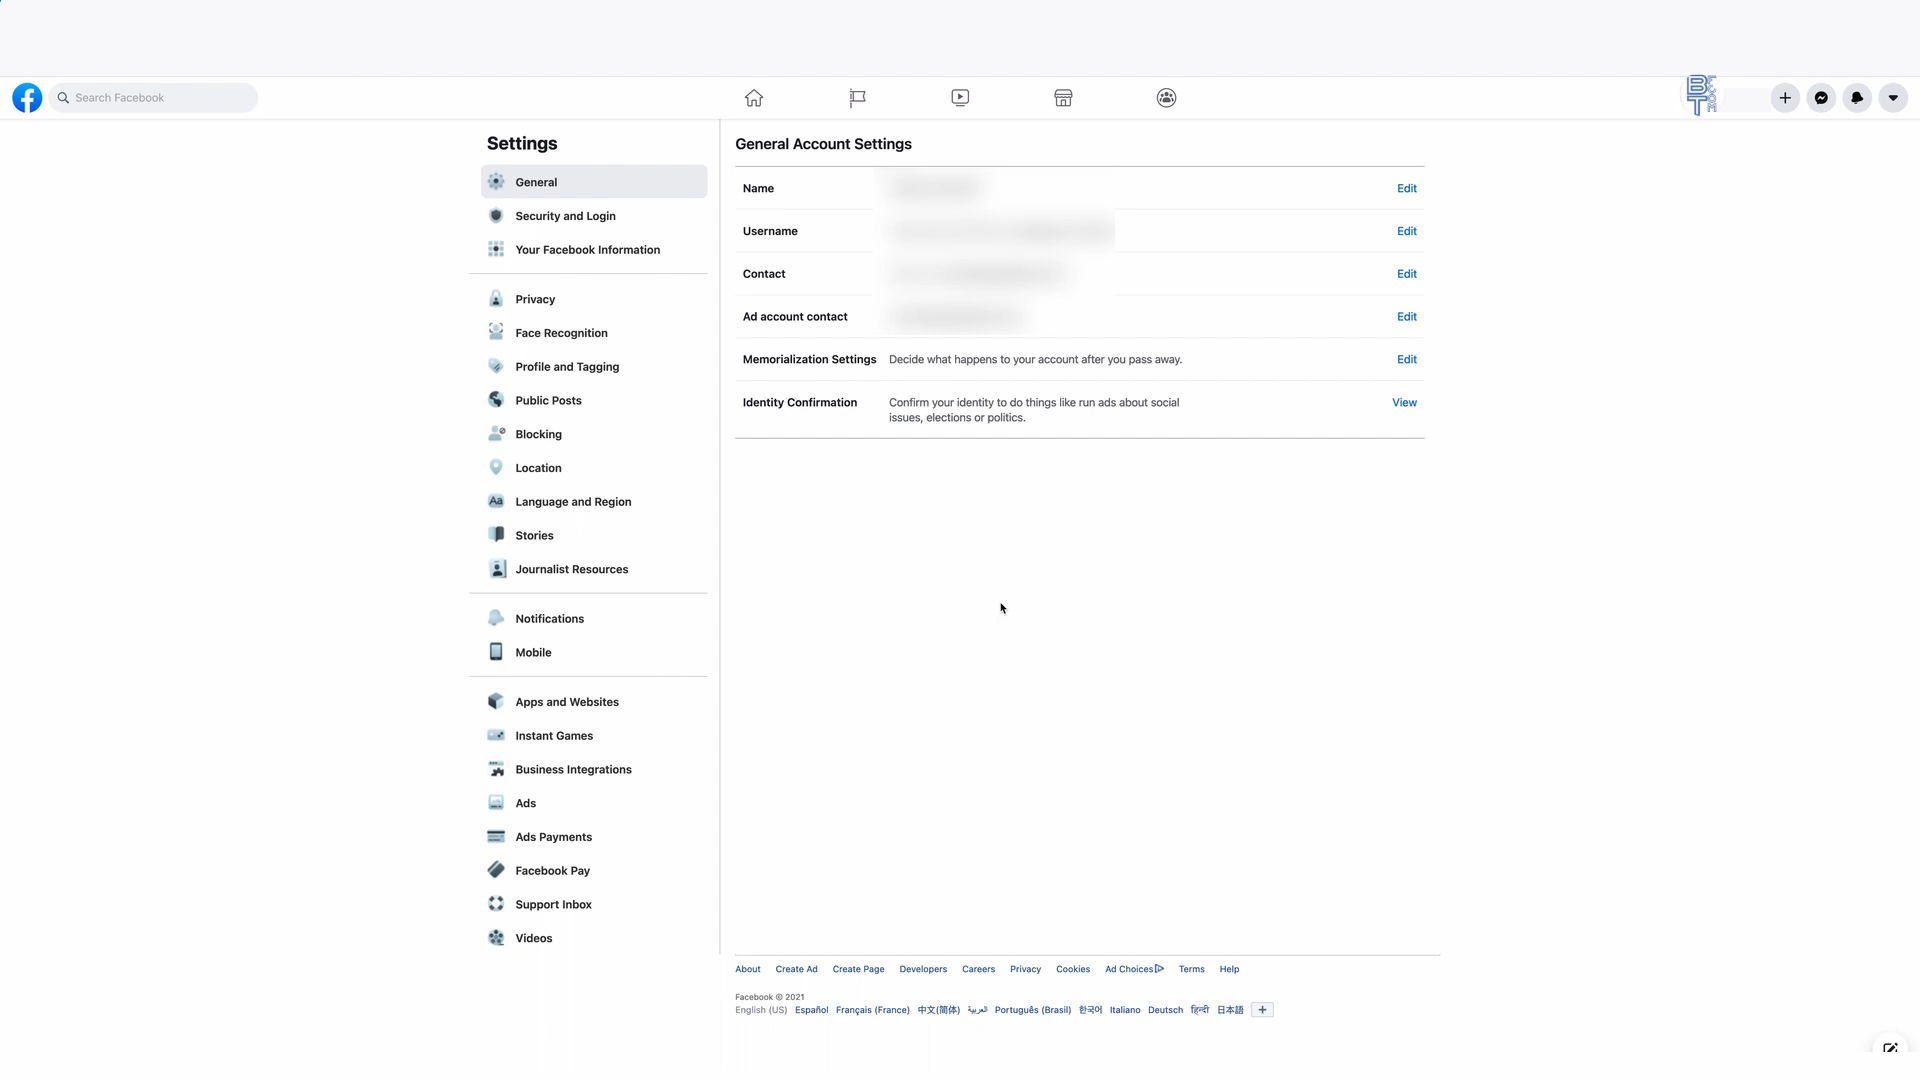 Search Facebook
Settings
General
Security and Login
Your Facebook Information
Privacy
Face Recognition
Profile and Tagging
Public Posts
Blocking
Location
Aa
Language and Region
Stories
Journalist Resources
Notifications
Mobile
Apps and Websites
Instant Games
Business Integrations
Ads
Ads Payments
Facebook Pay
Support Inbox
Videos
General Account Settings
Name Edit
Username Edit
Contact Edit
Ad account contact Edit
Memorialization Settings Decide what happens to your account after you pass away. Edit
Identity Confirmation Confirm your identity to do things like run ads about social View
issues, elections or politics.
About Create Ad Create Page Developers Careers Privacy Cookies Ad Choices Terms Help
Facebook © 2021
English (US) Español Français (France) 中文(简体) العربية Português (Brasil) 한국어 Italiano Deutsch हिन्दी 日本語